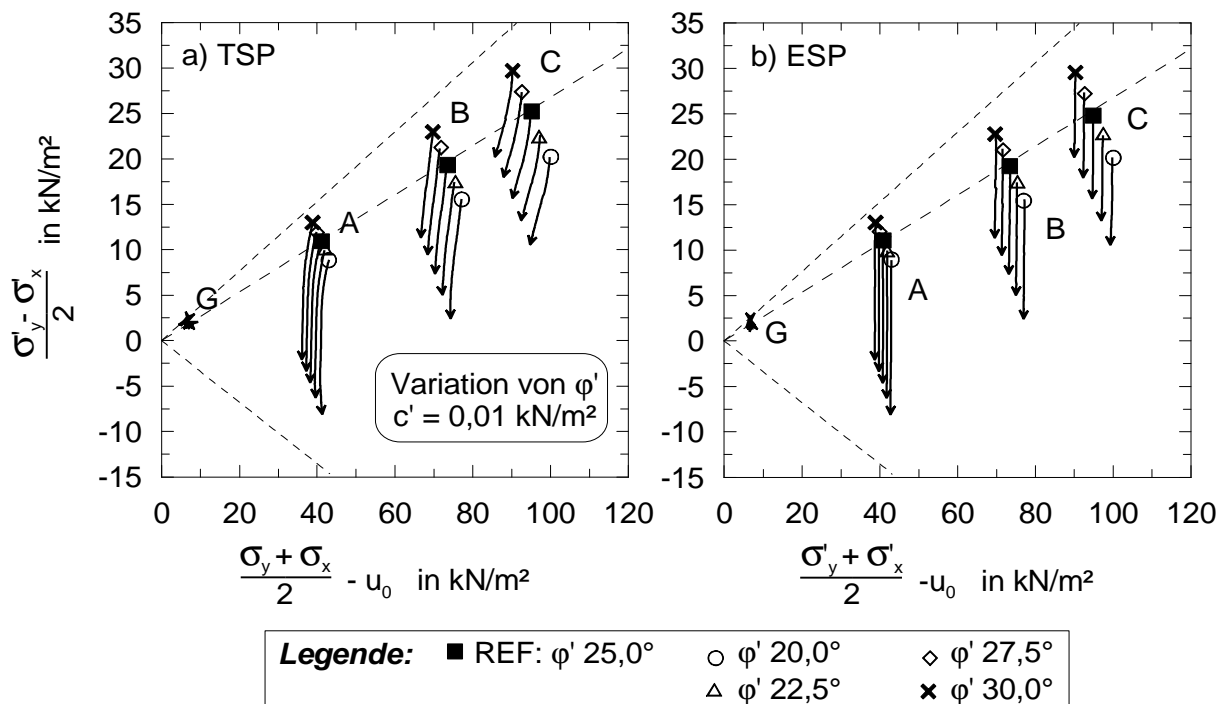 a) TSP
b) ESP
35
30
25
20
15
10
5
0
-5
-10
-15
35
30
25
20
15
10
5
0
-5
-10
-15
σ'y - σ'x
2
in kN/m²
A
B
C
G
A
B
C
G
Variation von φ'
c' = 0,01 kN/m²
0 20 40 60 80 100 120
0 20 40 60 80 100 120
σy + σx
2
- u0 in kN/m²
σ'y + σ'x
2
-u0 in kN/m²
Legende: ■ REF: φ' 25,0° ○ φ' 20,0° ◇ φ' 27,5°
△ φ' 22,5° × φ' 30,0°